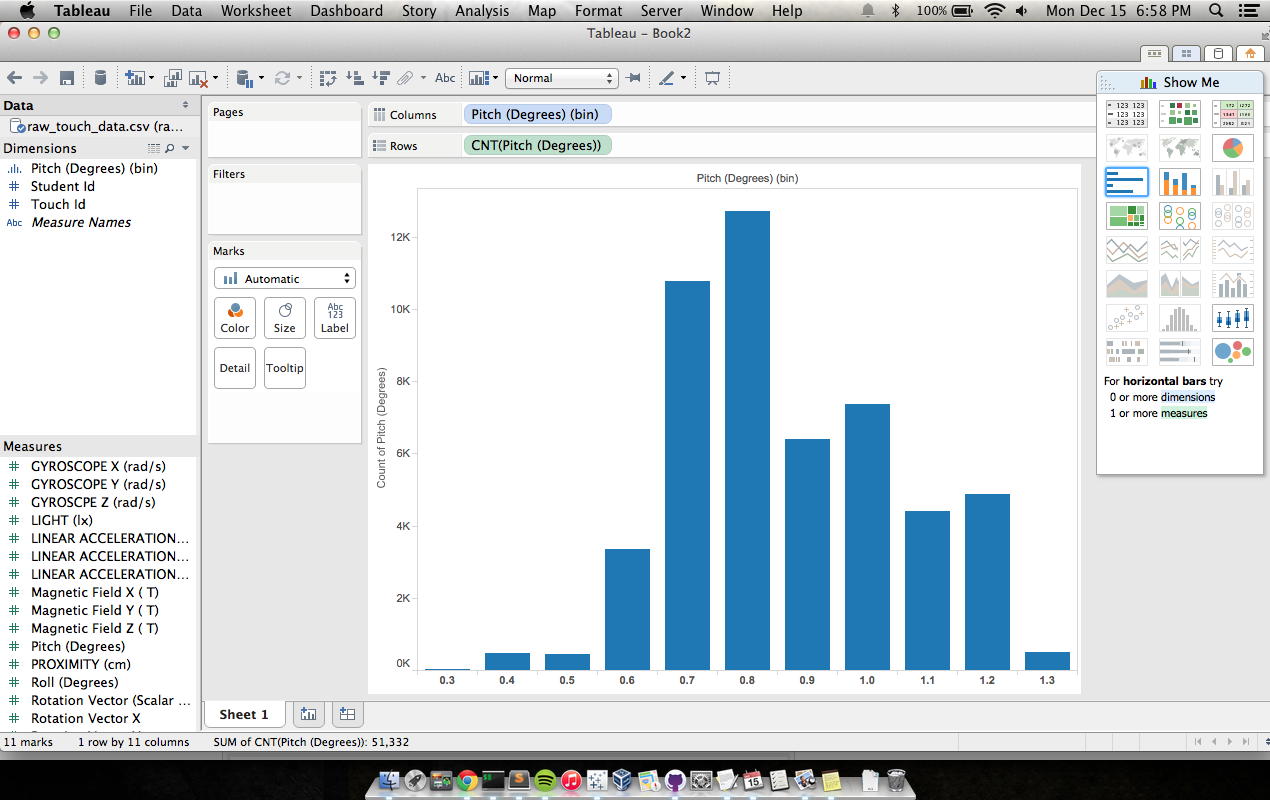 Tableau File Data Worksheet Dashboard Story Analysis Map Format Server Window Help 100% Mon Dec 15 6:58 PM
Tableau - Book2
Abc Normal
Data
raw_touch_data.csv (ra...
Dimensions
Pitch (Degrees) (bin)
Student Id
Touch Id
Abc Measure Names
Measures
GYROSCOPE X (rad/s)
GYROSCOPE Y (rad/s)
GYROSCPE Z (rad/s)
LIGHT (lx)
LINEAR ACCELERATION...
LINEAR ACCELERATION...
LINEAR ACCELERATION...
Magnetic Field X ( T)
Magnetic Field Y ( T)
Magnetic Field Z ( T)
Pitch (Degrees)
PROXIMITY (cm)
Roll (Degrees)
Rotation Vector (Scalar ...
Rotation Vector X
Pages
Filters
Marks
Automatic
Color Size Abc 123 Label
Detail Tooltip
Columns Pitch (Degrees) (bin)
Rows CNT(Pitch (Degrees))
Pitch (Degrees) (bin)
Count of Pitch (Degrees)
12K
10K
8K
6K
4K
2K
0K
0.3 0.4 0.5 0.6 0.7 0.8 0.9 1.0 1.1 1.2 1.3
Show Me
For horizontal bars try
0 or more dimensions
1 or more measures
Sheet 1
11 marks 1 row by 11 columns SUM of CNT(Pitch (Degrees)): 51,332